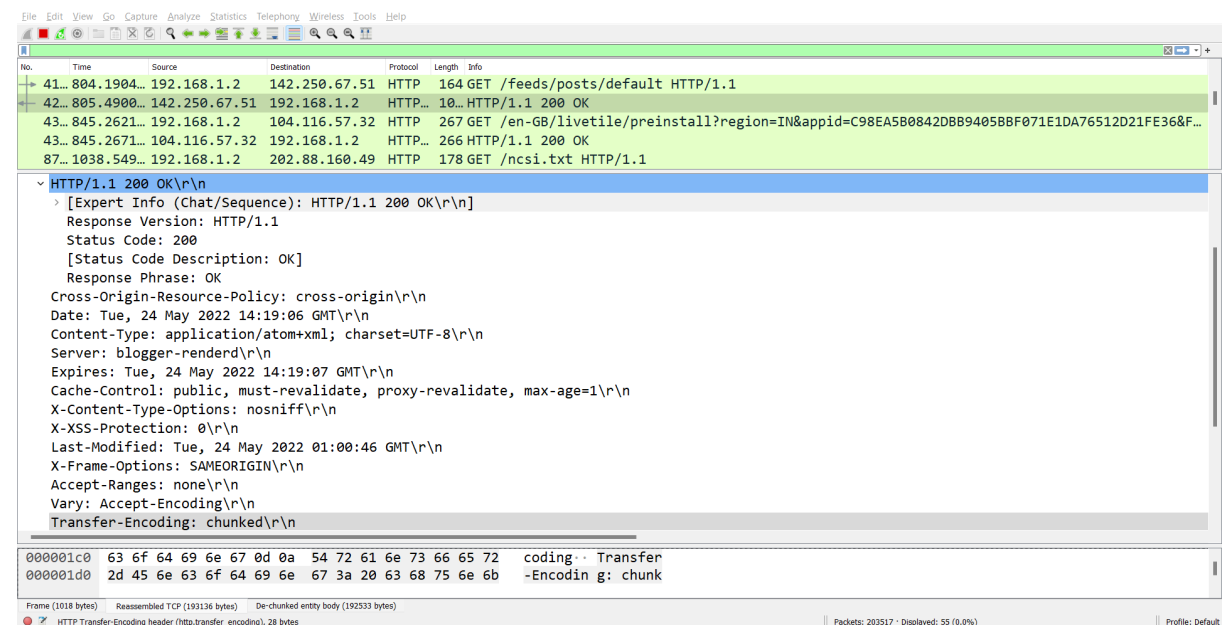 File Edit View Go Capture Analyze Statistics Telephony Wireless Tools Help
No. Time Source Destination Protocol Length Info
41… 804.1904… 192.168.1.2 142.250.67.51 HTTP 164 GET /feeds/posts/default HTTP/1.1
42… 805.4900… 142.250.67.51 192.168.1.2 HTTP… 10… HTTP/1.1 200 OK
43… 845.2621… 192.168.1.2 104.116.57.32 HTTP 267 GET /en-GB/livetile/preinstall?region=IN&appid=C98EA5B0842DBB9405BBF071E1DA76512D21FE36&F…
43… 845.2671… 104.116.57.32 192.168.1.2 HTTP… 266 HTTP/1.1 200 OK
87… 1038.549… 192.168.1.2 202.88.160.49 HTTP 178 GET /ncsi.txt HTTP/1.1
HTTP/1.1 200 OK\r\n
[Expert Info (Chat/Sequence): HTTP/1.1 200 OK\r\n]
Response Version: HTTP/1.1
Status Code: 200
[Status Code Description: OK]
Response Phrase: OK
Cross-Origin-Resource-Policy: cross-origin\r\n
Date: Tue, 24 May 2022 14:19:06 GMT\r\n
Content-Type: application/atom+xml; charset=UTF-8\r\n
Server: blogger-renderd\r\n
Expires: Tue, 24 May 2022 14:19:07 GMT\r\n
Cache-Control: public, must-revalidate, proxy-revalidate, max-age=1\r\n
X-Content-Type-Options: nosniff\r\n
X-XSS-Protection: 0\r\n
Last-Modified: Tue, 24 May 2022 01:00:46 GMT\r\n
X-Frame-Options: SAMEORIGIN\r\n
Accept-Ranges: none\r\n
Vary: Accept-Encoding\r\n
Transfer-Encoding: chunked\r\n
000001c0 63 6f 64 69 6e 67 0d 0a 54 72 61 6e 73 66 65 72 coding·· Transfer
000001d0 2d 45 6e 63 6f 64 69 6e 67 3a 20 63 68 75 6e 6b -Encodin g: chunk
Frame (1018 bytes) Reassembled TCP (193136 bytes) De-chunked entity body (192533 bytes)
HTTP Transfer-Encoding header (http.transfer_encoding), 28 bytes Packets: 203517 · Displayed: 55 (0.0%) Profile: Default